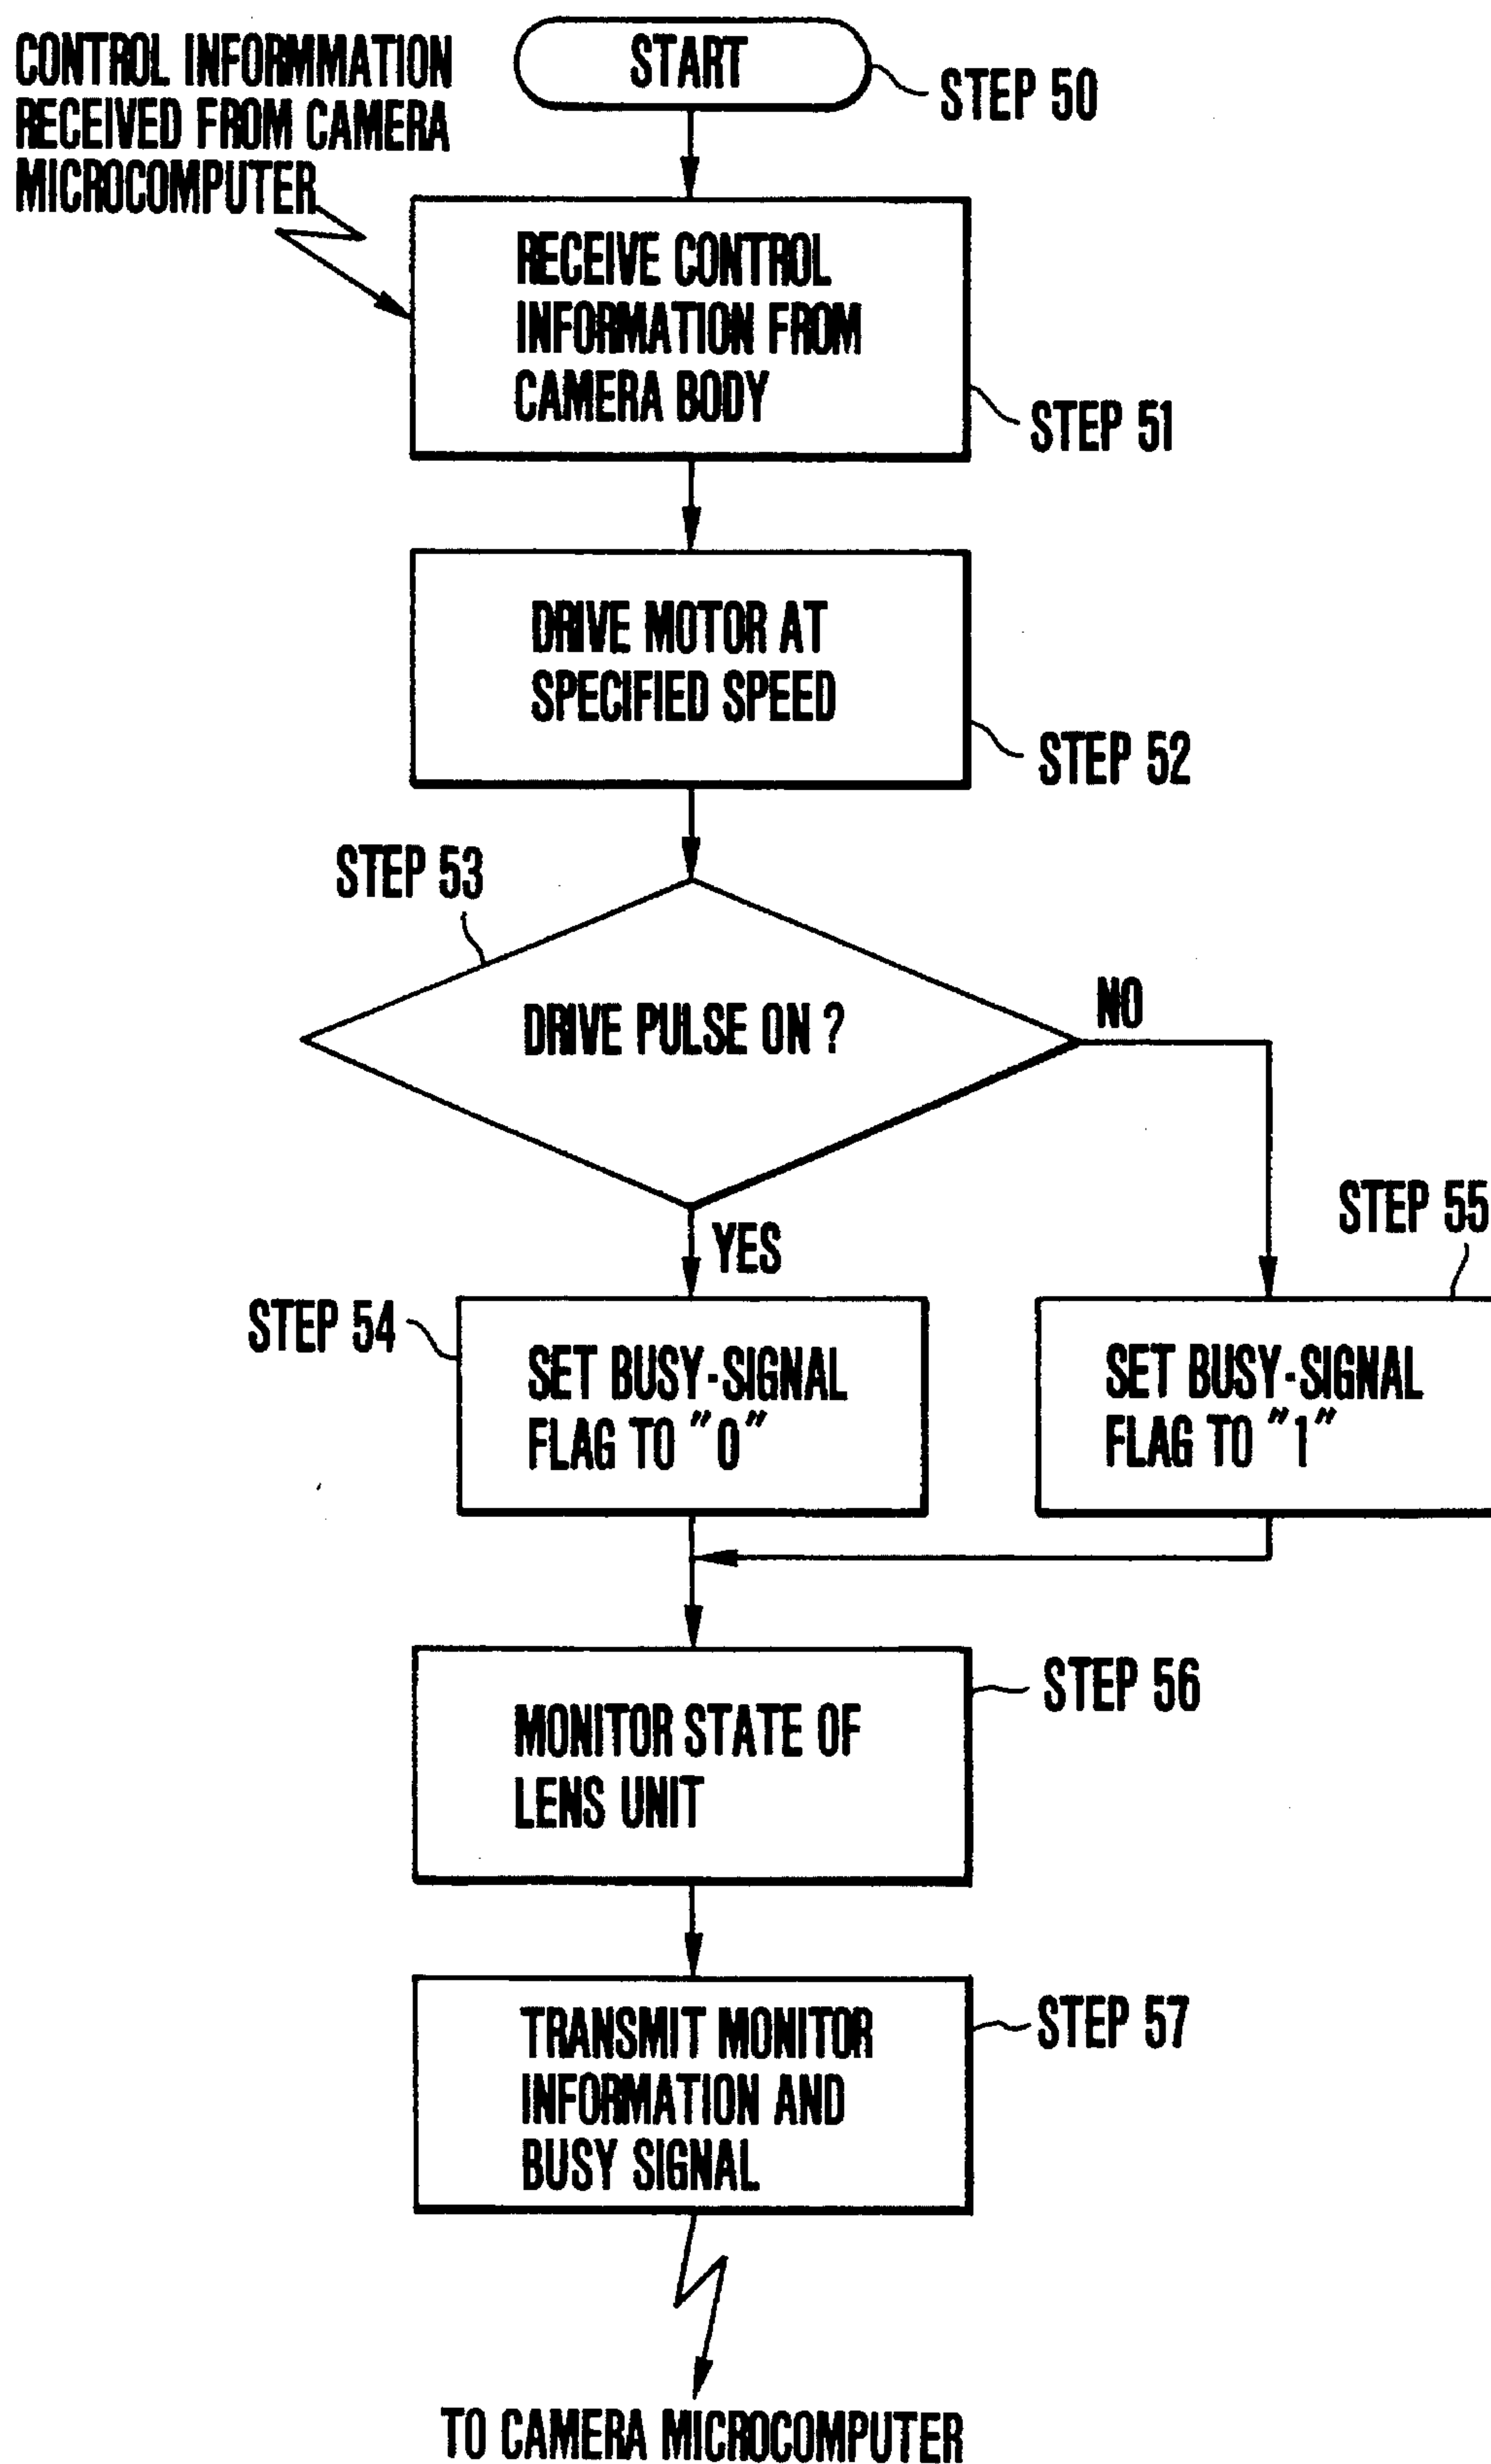 CONTROL INFORMMATION
RECEIVED FROM CAMERA
MICROCOMPUTER
START
STEP 50
RECEIVE CONTROL
INFORMATION FROM
CAMERA BODY
STEP 51
DRIVE MOTOR AT
SPECIFIED SPEED
STEP 52
STEP 53
DRIVE PULSE ON ?
NO
YES
STEP 54
SET BUSY-SIGNAL
FLAG TO "0"
STEP 55
SET BUSY-SIGNAL
FLAG TO "1"
MONITOR STATE OF
LENS UNIT
STEP 56
TRANSMIT MONITOR
INFORMATION AND
BUSY SIGNAL
STEP 57
TO CAMERA MICROCOMPUTER